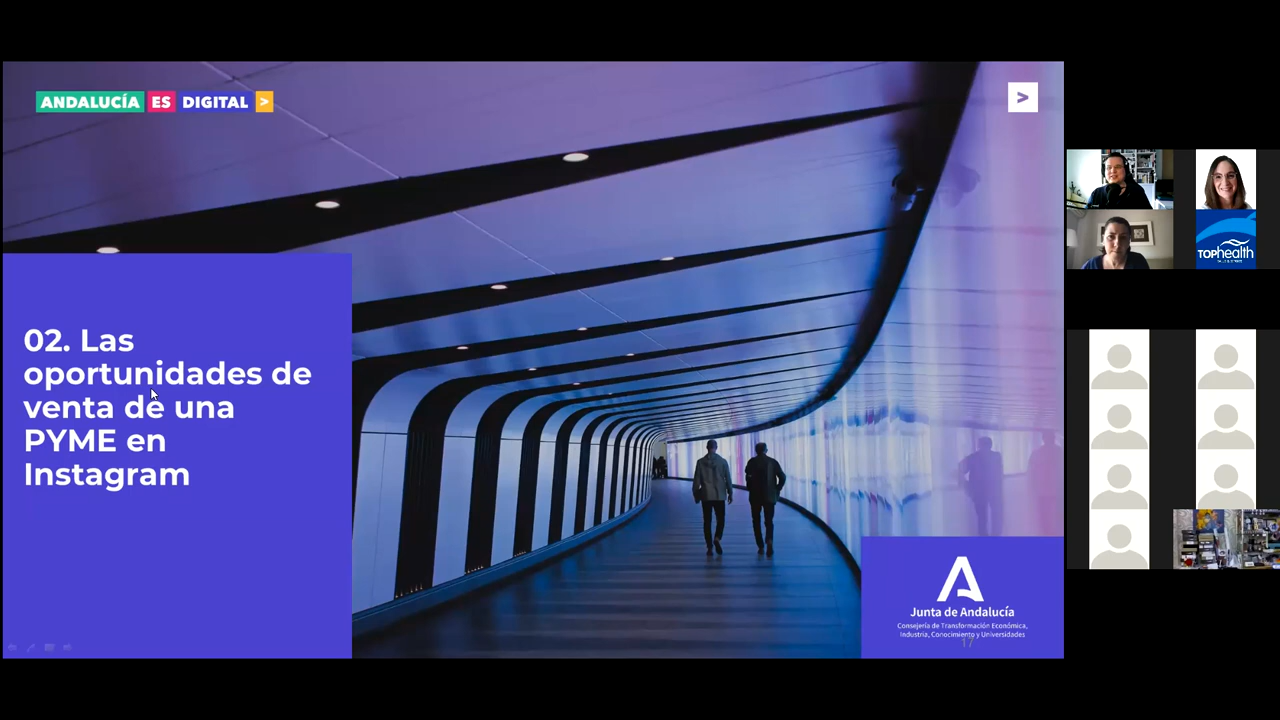 ANDALUCÍA ES DIGITAL >
>
02. Las
oportunidades de
venta de una
PYME en
Instagram
Junta de Andalucía
Consejería de Transformación Económica,
Industria, Conocimiento y Universidades
17
TOPhealth